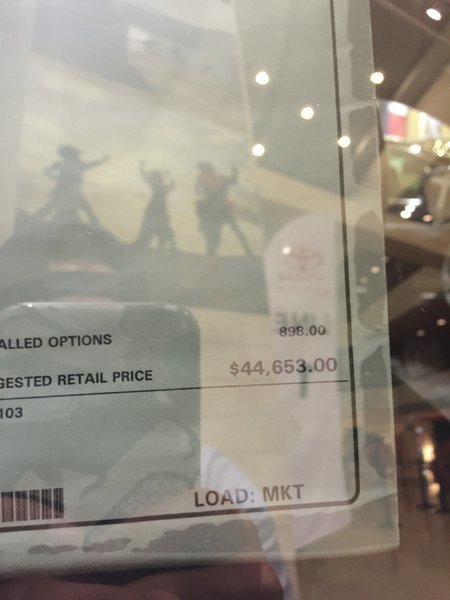 ALLED OPTIONS 898.00
GESTED RETAIL PRICE $44,653.00
103
LOAD: MKT